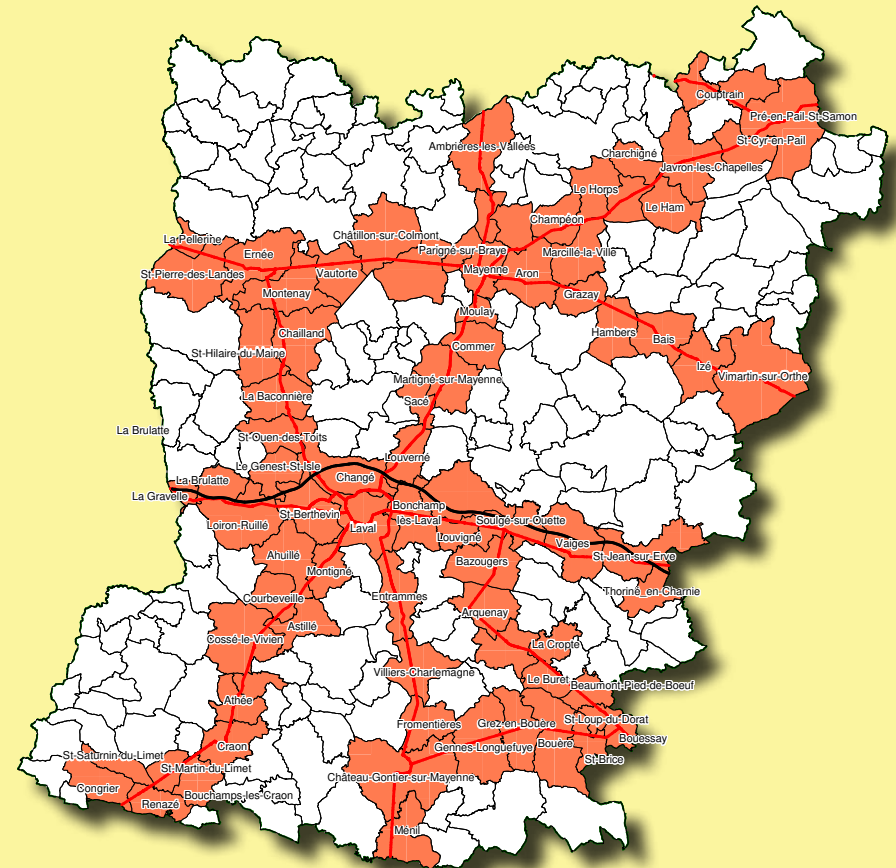 Couptrain
Pré-en-Pail-St-Samon
St-Cyr-en-Pail
Ambrières-les-Vallées
Charchigné
Javron-les-Chapelles
Le Horps
Le Ham
Champéon
La Pellerine
Châtillon-sur-Colmont
Ernée
Parigné-sur-Braye
Marcillé-la-Ville
St-Pierre-des-Landes
Vautorte
Mayenne
Aron
Montenay
Grazay
Moulay
Chailland
Hambers
Bais
St-Hilaire-du-Maine
Commer
Izé
Martigné-sur-Mayenne
Vimartin-sur-Orthe
La Baconnière
Sacé
La Brulatte
St-Ouen-des-Toits
Louverné
Le Genest-St-Isle
La Brulatte
Changé
La Gravelle
Bonchamp
lès-Laval
St-Berthevin
Soulgé-sur-Ouette
Loiron-Ruillé
Laval
Louvigné
Vaiges
Ahuillé
St-Jean-sur-Erve
Bazougers
Montigné
Thoriné_en-Charnie
Courbeveille
Entrammes
Astillé
Arquenay
Cossé-le-Vivien
La Cropte
Villiers-Charlemagne
Le Buret
Beaumont-Pied-de-Boeuf
Athée
Fromentières
Grez-en-Bouère
St-Loup-du-Dorat
Bouessay
Craon
Gennes-Longuefuye
Bouère
St-Saturnin-du-Limet
St-Brice
St-Martin-du-Limet
Château-Gontier-sur-Mayenne
Congrier
Bouchamps-les-Craon
Renazé
Ménil